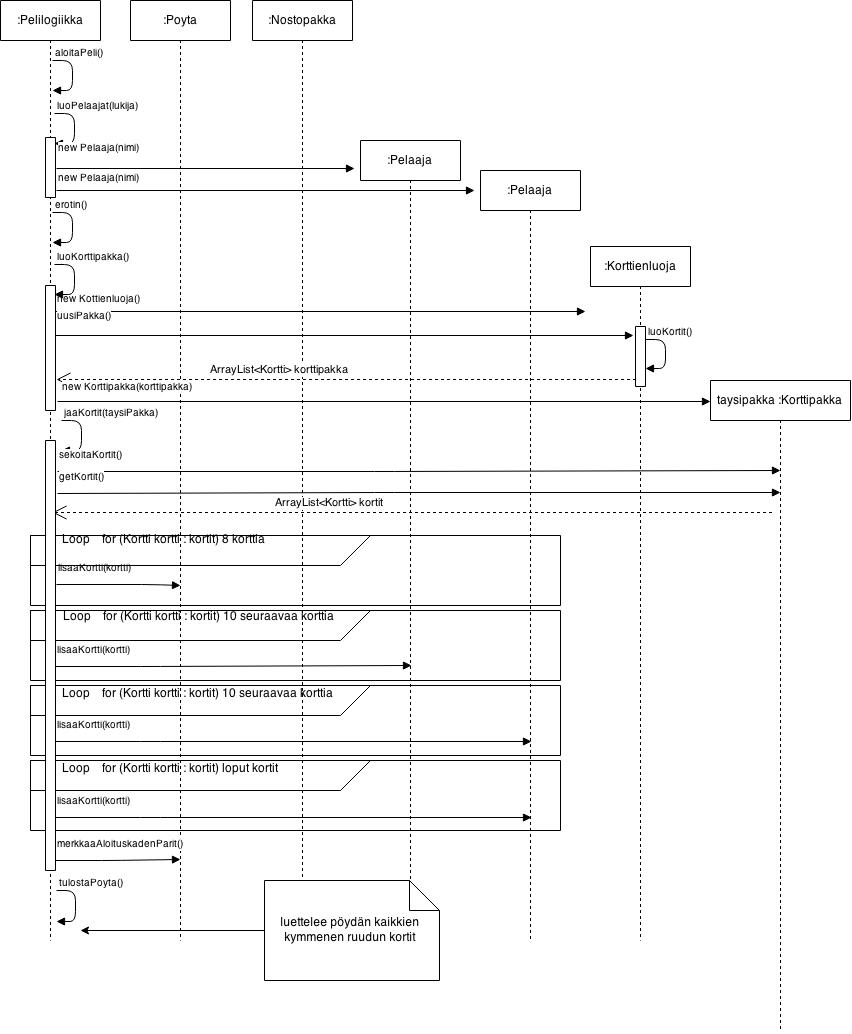 :Pelilogiikka
:Poyta
:Nostopakka
aloitaPeli()
luoPelaajat(lukija)
new Pelaaja(nimi)
:Pelaaja
new Pelaaja(nimi)
:Pelaaja
erotin()
luoKorttipakka()
:Korttienluoja
new Kottienluoja()
uusiPakka()
luoKortit()
ArrayList<Kortti> korttipakka
new Korttipakka(korttipakka)
taysipakka :Korttipakka
jaaKortit(taysiPakka)
sekoitaKortit()
getKortit()
ArrayList<Kortti> kortit
Loop for (Kortti kortti : kortit) 8 korttia
lisaaKortti(kortti)
Loop for (Kortti kortti : kortit) 10 seuraavaa korttia
lisaaKortti(kortti)
Loop for (Kortti kortti : kortit) 10 seuraavaa korttia
lisaaKortti(kortti)
Loop for (Kortti kortti : kortit) loput kortit
lisaaKortti(kortti)
merkkaaAloituskadenParit()
tulostaPoyta()
luettelee pöydän kaikkien
kymmenen ruudun kortit